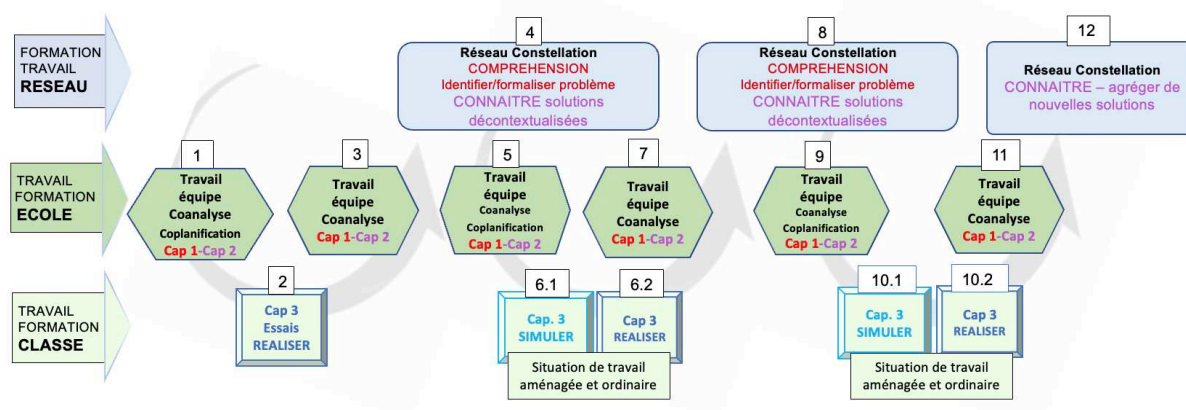 FORMATION
TRAVAIL
RESEAU
4
Réseau Constellation
COMPREHENSION
Identifier/formaliser problème
CONNAITRE solutions
décontextualisées
8
Réseau Constellation
COMPREHENSION
Identifier/formaliser problème
CONNAITRE solutions
décontextualisées
12
Réseau Constellation
CONNAITRE – agréger de
nouvelles solutions
TRAVAIL
FORMATION
ECOLE
1
Travail
équipe
Coanalyse
Coplanification
Cap 1-Cap 2
3
Travail
équipe
Coanalyse
Cap 1-Cap 2
5
Travail
équipe
Coanalyse
Coplanification
Cap 1-Cap 2
7
Travail
équipe
Coanalyse
Cap 1-Cap 2
9
Travail
équipe
Coanalyse
Coplanification
Cap 1-Cap 2
11
Travail
équipe
Coanalyse
Cap 1-Cap 2
TRAVAIL
FORMATION
CLASSE
2
Cap 3
Essais
REALISER
6.1
Cap. 3
SIMULER
6.2
Cap 3
REALISER
Situation de travail
aménagée et ordinaire
10.1
Cap. 3
SIMULER
10.2
Cap 3
REALISER
Situation de travail
aménagée et ordinaire